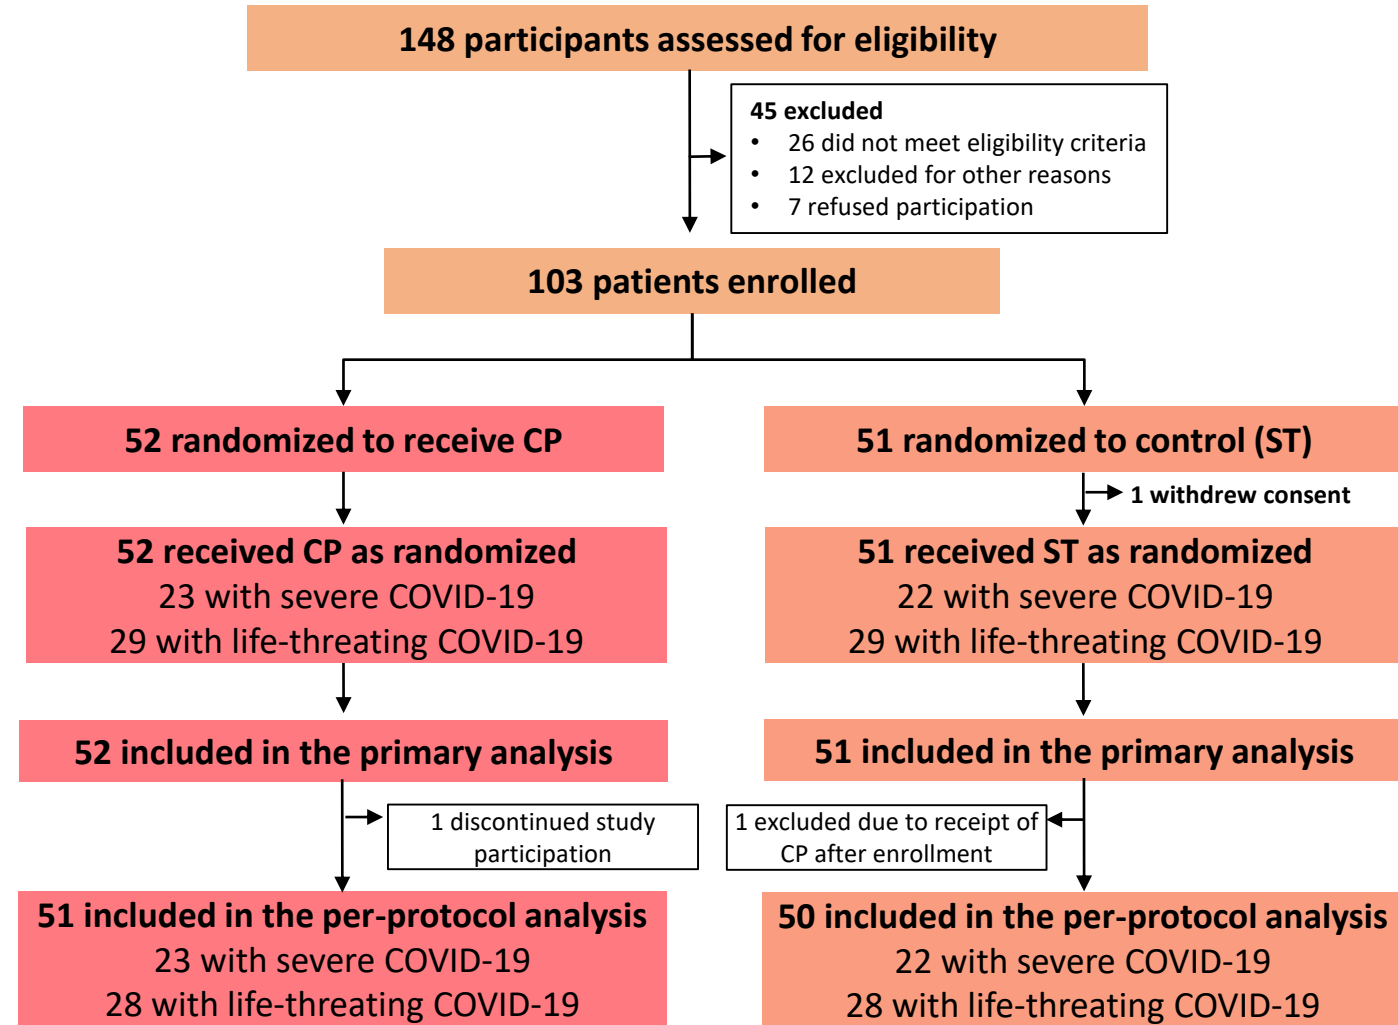 148 participants assessed for eligibility
45 excluded
• 26 did not meet eligibility criteria
• 12 excluded for other reasons
• 7 refused participation
103 patients enrolled
52 randomized to receive CP
51 randomized to control (ST)
1 withdrew consent
52 received CP as randomized
23 with severe COVID-19
29 with life-threating COVID-19
51 received ST as randomized
22 with severe COVID-19
29 with life-threating COVID-19
52 included in the primary analysis
51 included in the primary analysis
1 discontinued study
participation
1 excluded due to receipt of
CP after enrollment
51 included in the per-protocol analysis
23 with severe COVID-19
28 with life-threating COVID-19
50 included in the per-protocol analysis
22 with severe COVID-19
28 with life-threating COVID-19